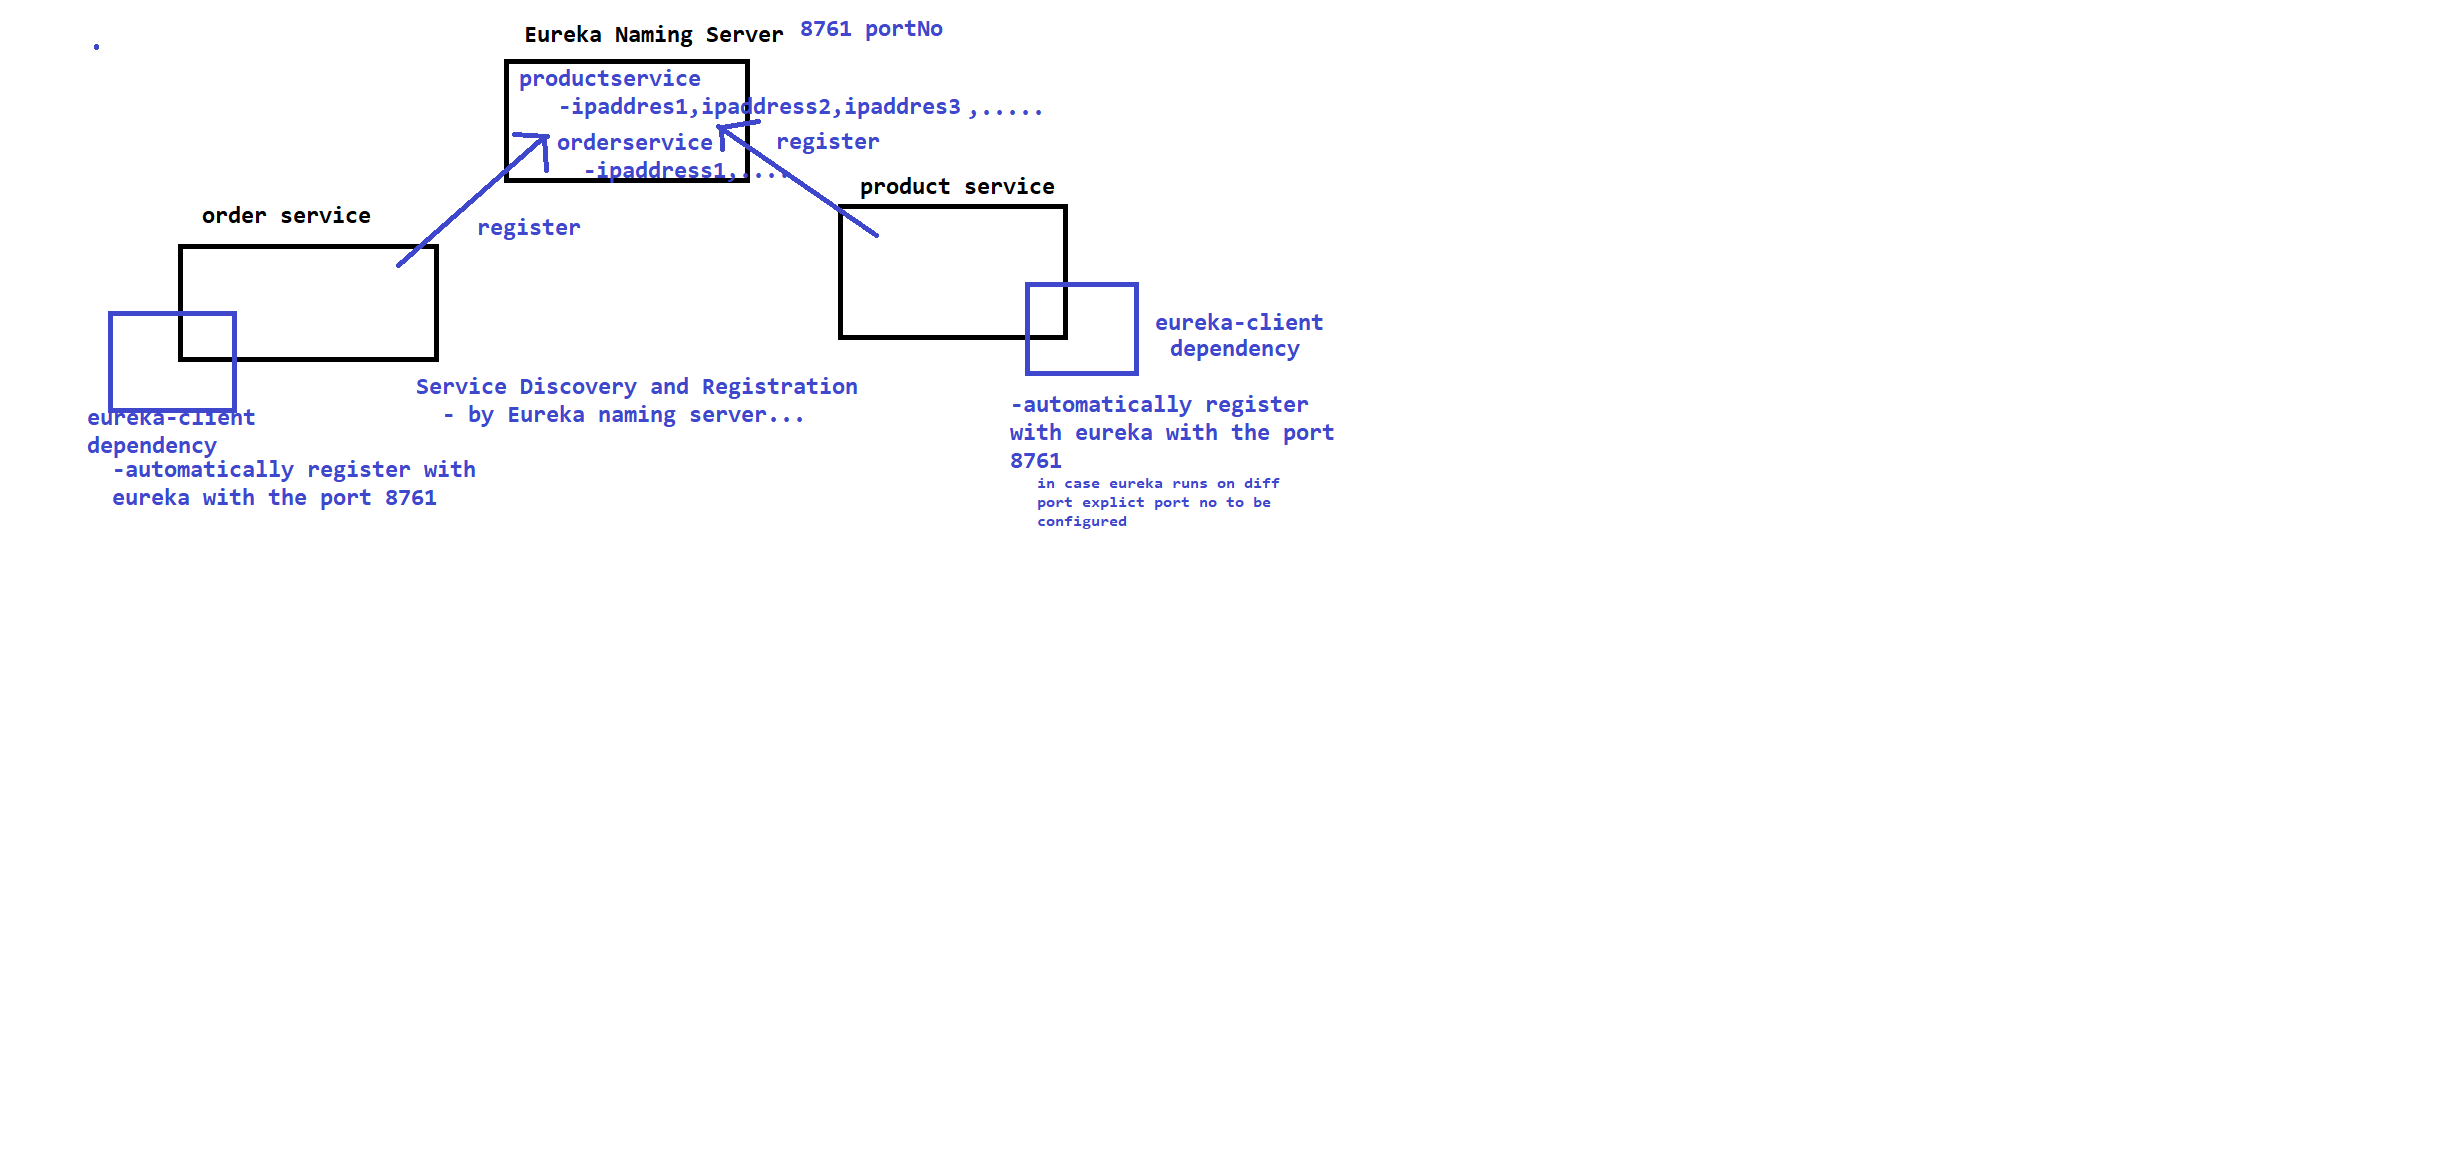 Eureka Naming Server 8761 portNo
productservice
-ipaddres1,ipaddress2,ipaddres3 ,.....
orderservice
-ipaddress1,....
register
product service
order service
register
eureka-client
dependency
Service Discovery and Registration
- by Eureka naming server...
eureka-client
dependency
-automatically register with
eureka with the port 8761
-automatically register
with eureka with the port
8761
in case eureka runs on diff
port explict port no to be
configured